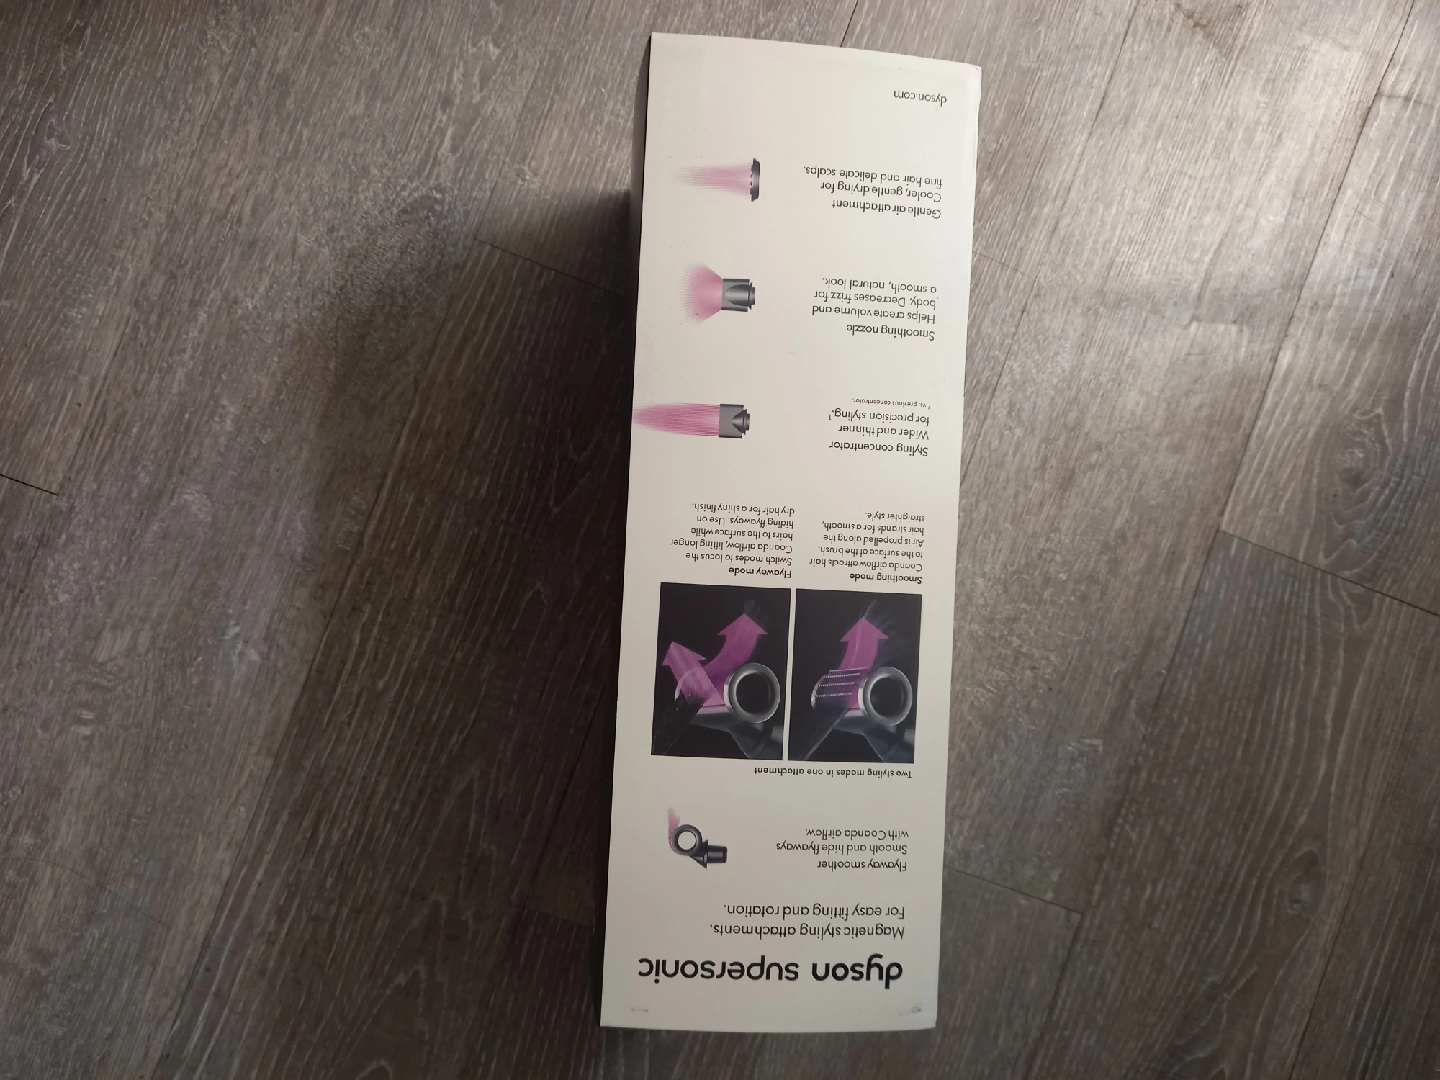 dyson supersonic
Magnetic styling attachments.
For easy fitting and rotation.
Flyaway smoother
Smooth and hide flyaways
with Coanda airflow.
Two styling modes in one attachment
Smoothing mode
Coanda airflow attracts hair
to the surface of the brush.
Air is propelled along the
hair strands for a smooth,
straighter style.
Flyaway mode
Switch modes to focus the
Coanda airflow, lifting longer
hairs to the surface while
hiding flyaways. Use on
dry hair for a shiny finish.
Styling concentrator
Wider and thinner
for precision styling.¹
¹ vs. previous concentrator.
Smoothing nozzle
Helps create volume and
body. Decreases frizz for
a smooth, natural look.
Gentle air attachment
Cooler, gentle drying for
fine hair and delicate scalps.
dyson.com